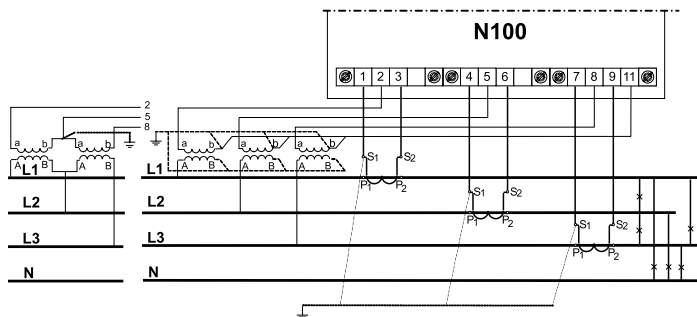 N100
1 2 3 4 5 6 7 8 9 11
2
5
8
a b a b a b a b a b
A B A B A B A B A B
S1 S2
L1 L1
P1 P2
S1 S2
L2 L2
P1 P2
S1 S2
L3 L3
P1 P2
N N